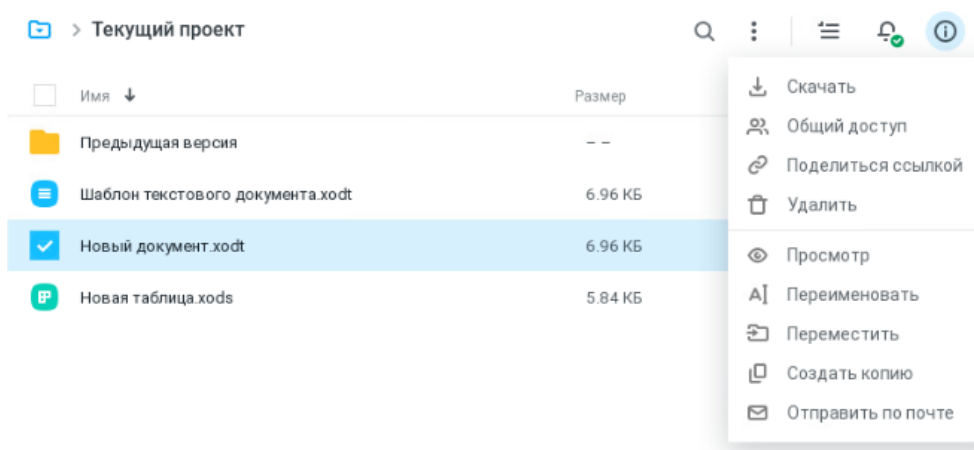 Текущий проект
Имя Размер
Предыдущая версия – –
Шаблон текстового документа.xodt 6.96 КБ
Новый документ.xodt 6.96 КБ
Новая таблица.xods 5.84 КБ
Скачать
Общий доступ
Поделиться ссылкой
Удалить
Просмотр
Переименовать
Переместить
Создать копию
Отправить по почте